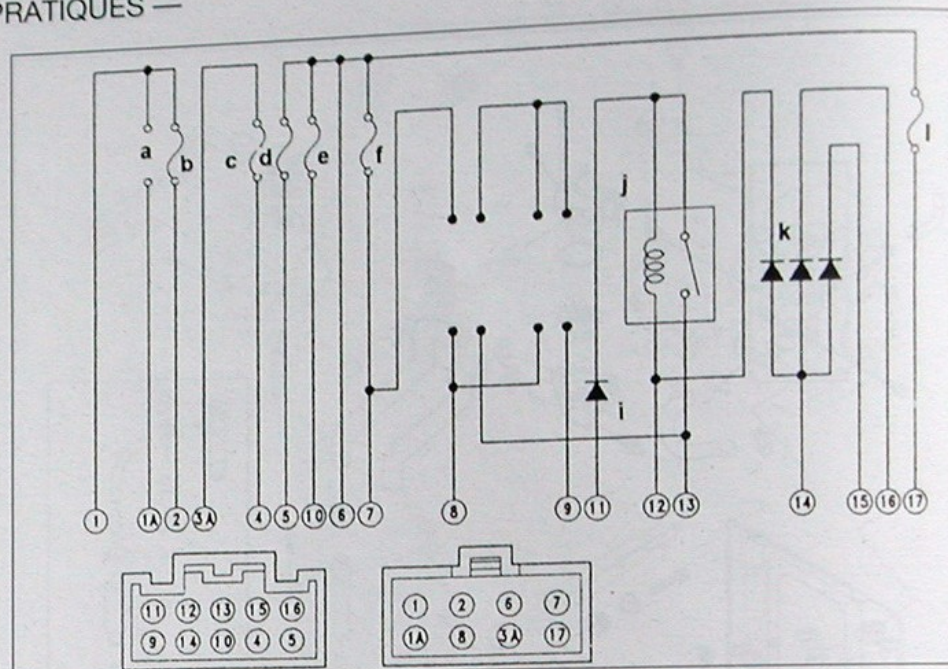 PRATIQUES —
a b c d e f j k l
i
1 1A 2 3A 4 5 10 6 7 8 9 11 12 13 14 15 16 17
11 12 13 15 16
9 14 10 4 5
1 2 6 7
1A 8 3A 17